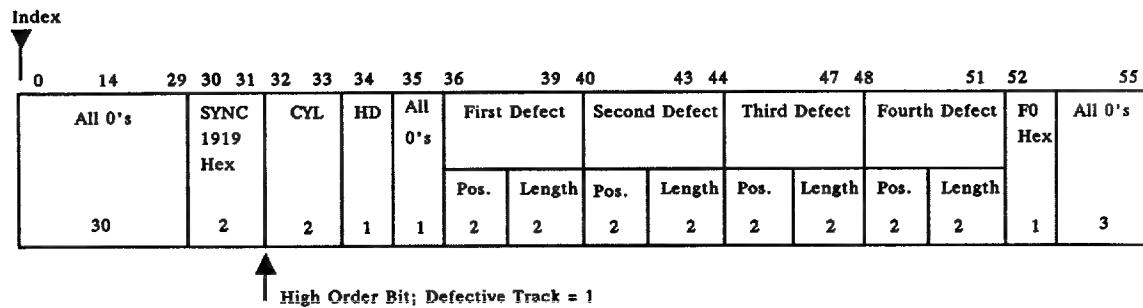 Index
0 14 29 30 31 32 33 34 35 36 39 40 43 44 47 48 51 52 55
All 0's SYNC CYL HD All First Defect Second Defect Third Defect Fourth Defect F0 All 0's
1919 0's Hex
Hex
Pos. Length Pos. Length Pos. Length Pos. Length
30 2 2 1 1 2 2 2 2 2 2 2 2 1 3
High Order Bit; Defective Track = 1